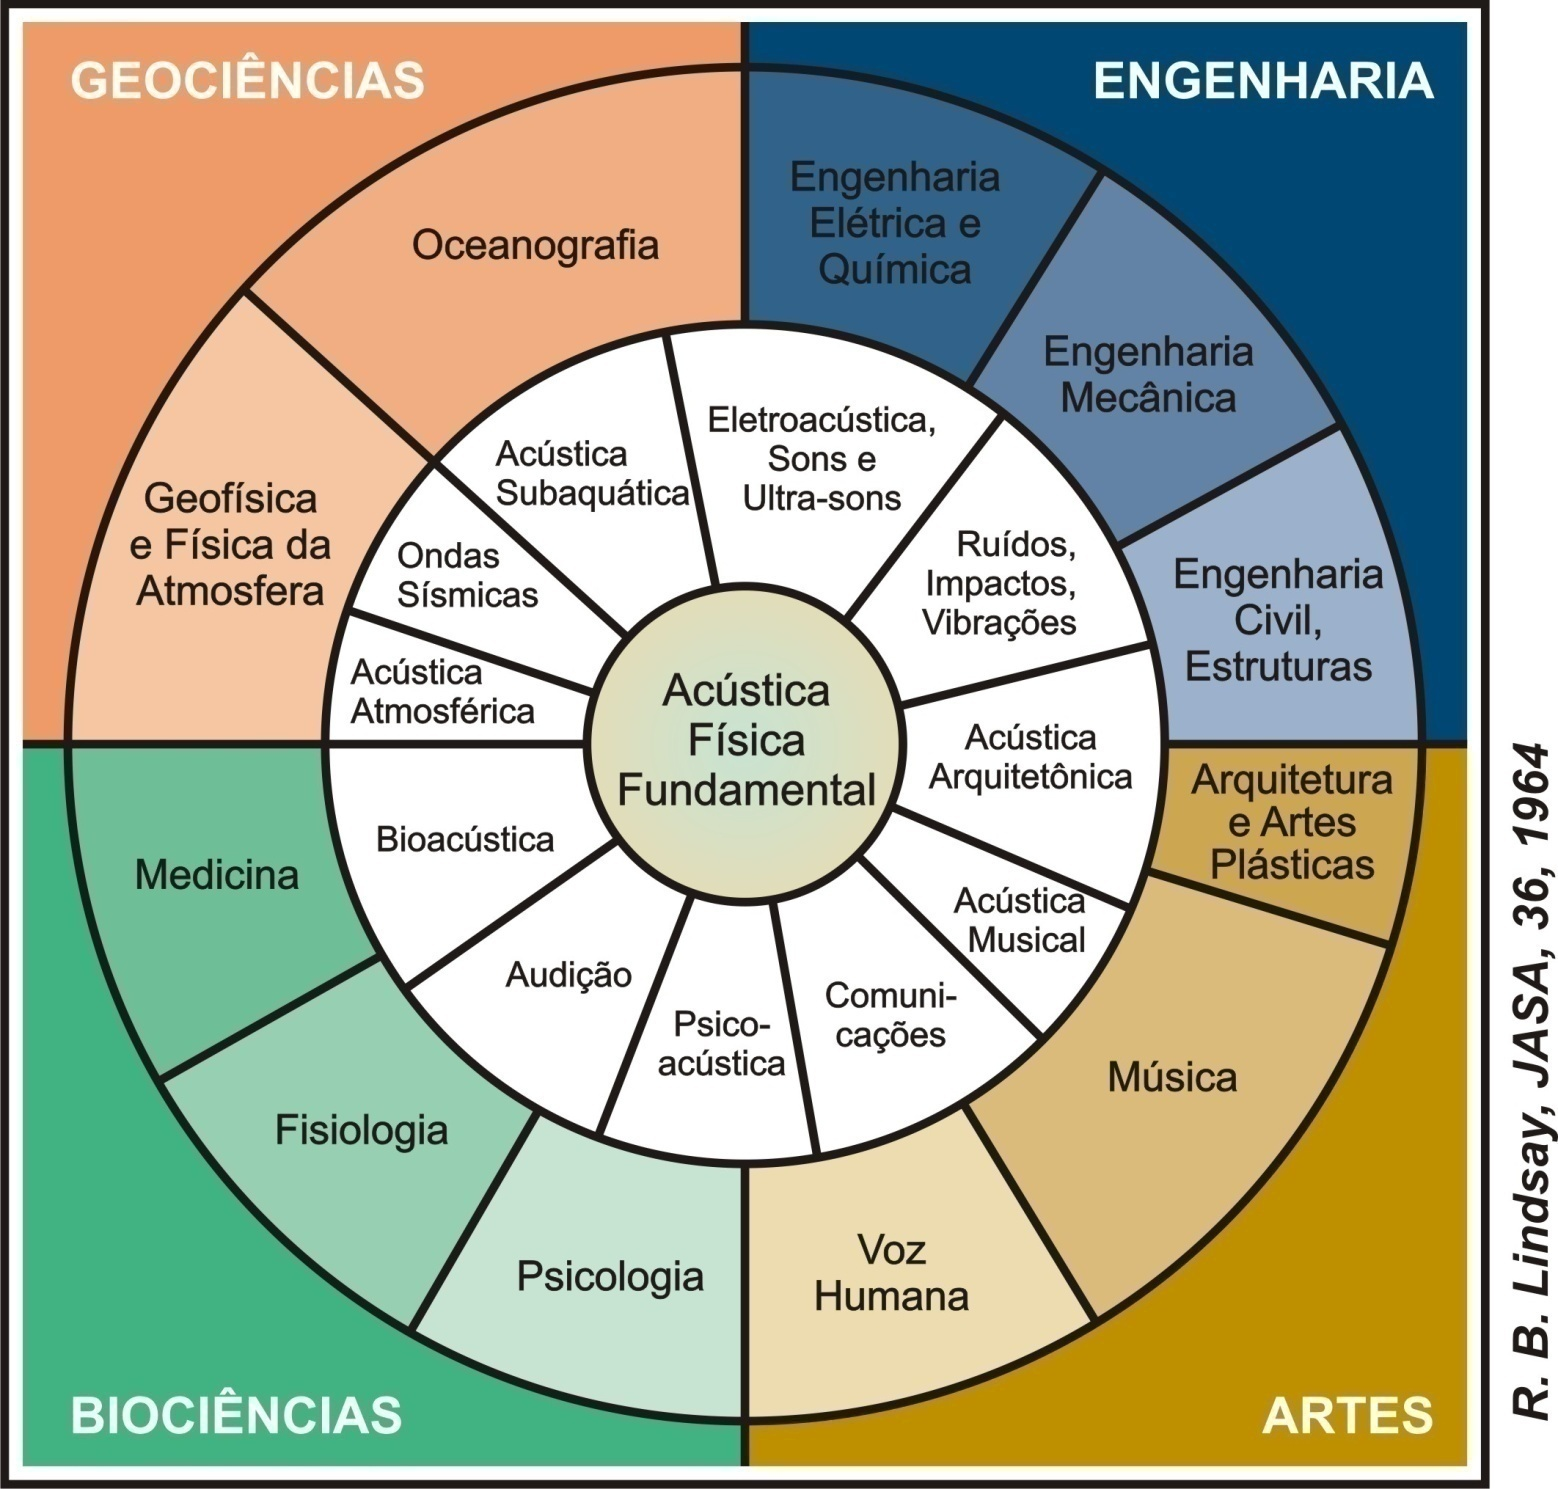 GEOCIÊNCIAS
ENGENHARIA
Oceanografia
Engenharia
Elétrica e
Química
Engenharia
Mecânica
Geofísica
e Física da
Atmosfera
Engenharia
Civil,
Estruturas
Acústica
Subaquática
Eletroacústica,
Sons e
Ultra-sons
Ondas
Sísmicas
Ruídos,
Impactos,
Vibrações
Acústica
Atmosférica
Acústica
Física
Fundamental
Acústica
Arquitetônica
Arquitetura
e Artes
Plásticas
Bioacústica
Medicina
Acústica
Musical
Audição
Psico-
acústica
Comuni-
cações
Música
Fisiologia
Psicologia
Voz
Humana
BIOCIÊNCIAS
ARTES
R. B. Lindsay, JASA, 36, 1964